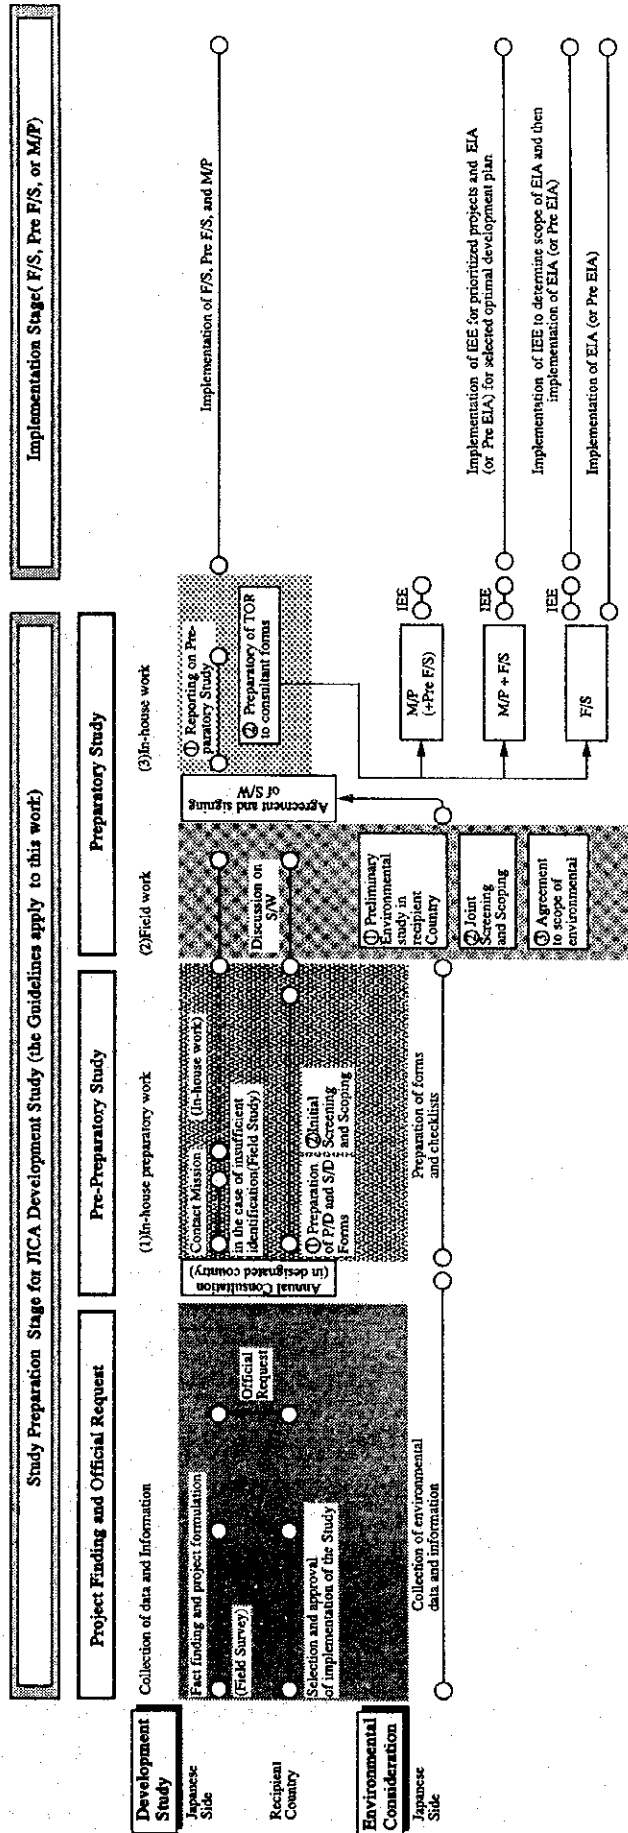 Study Preparation Stage for JICA Development Study (the Guidelines apply to this work)
Implementation Stage( F/S, Pre F/S, or M/P)
Project Finding and Official Request
Pre-Preparatory Study
Preparatory Study
Collection of data and Information
(1)In-house preparatory work
(2)Field work
(3)In-house work
Development
Study
Japanese
Side
Fact finding and project formulation
(Field Survey)
Official
Request
Recipient
Country
Selection and approval
of implementation of the Study
Annual Consultation
(in designated country)
Contact Mission
(In-house work)
in the case of insufficient
identification(Field Study)
① Preparation
of P/D and S/D
Forms
②Initial
Screening
and Scoping
Discussion on
S/W
Agreement and signing
of S/W
① Reporting on Pre-
paratory Study
② Preparatory of TOR
to consultant forms
Implementation of F/S, Pre F/S, and M/P
Environmental
Consideration
Japanese
Side
Collection of environmental
data and information
Preparation of forms
and checklists
① Preliminary
Environmental
study in
recipient
Country
② Joint
Screening
and Scoping
③ Agreement
to scope of
environmental
M/P
(+Pre F/S)
IEE
M/P + F/S
IEE
Implementation of IEE for prioritized projects and EIA
(or Pre EIA) for selected optimal development plan
F/S
IEE
Implementation of IEE to determine scope of EIA and then
implementation of EIA (or Pre EIA)
Implementation of EIA (or Pre EIA)